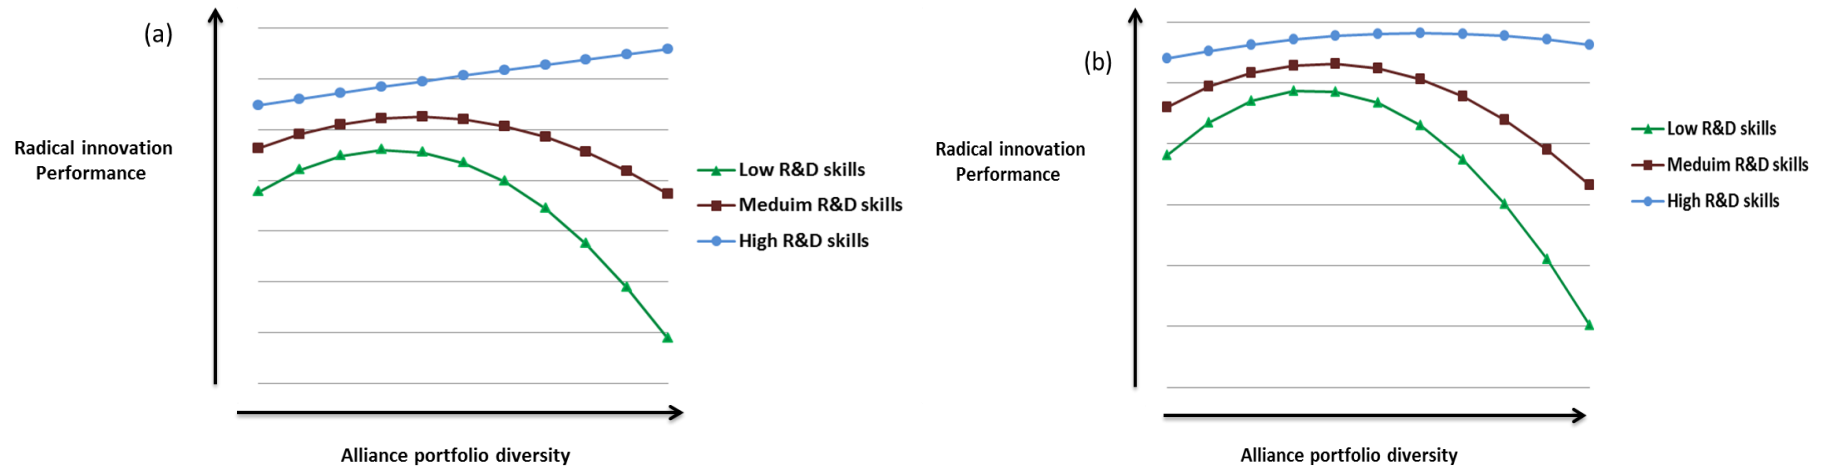 (a)
Radical innovation
Performance
Low R&D skills
Meduim R&D skills
High R&D skills
Alliance portfolio diversity
(b)
Radical innovation
Performance
Low R&D skills
Meduim R&D skills
High R&D skills
Alliance portfolio diversity